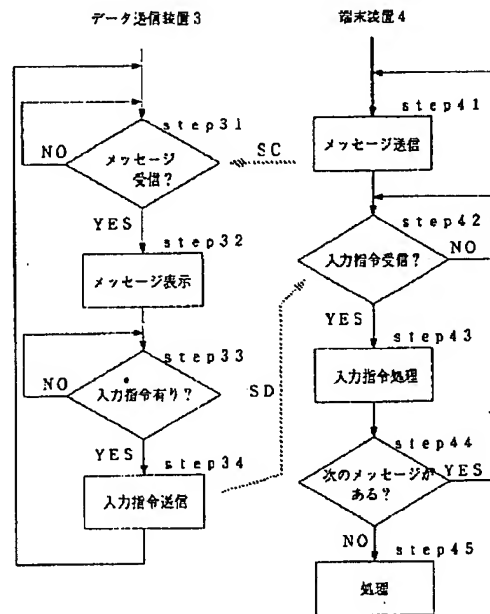 データ送信装置3
step31
メッセージ
受信?
NO
YES
step32
メッセージ表示
step33
入力指令有り?
NO
YES
step34
入力指令送信
SC
SD
端末装置4
step41
メッセージ送信
step42
入力指令受信?
NO
YES
step43
入力指令処理
step44
次のメッセージが
ある?
YES
NO
step45
処理